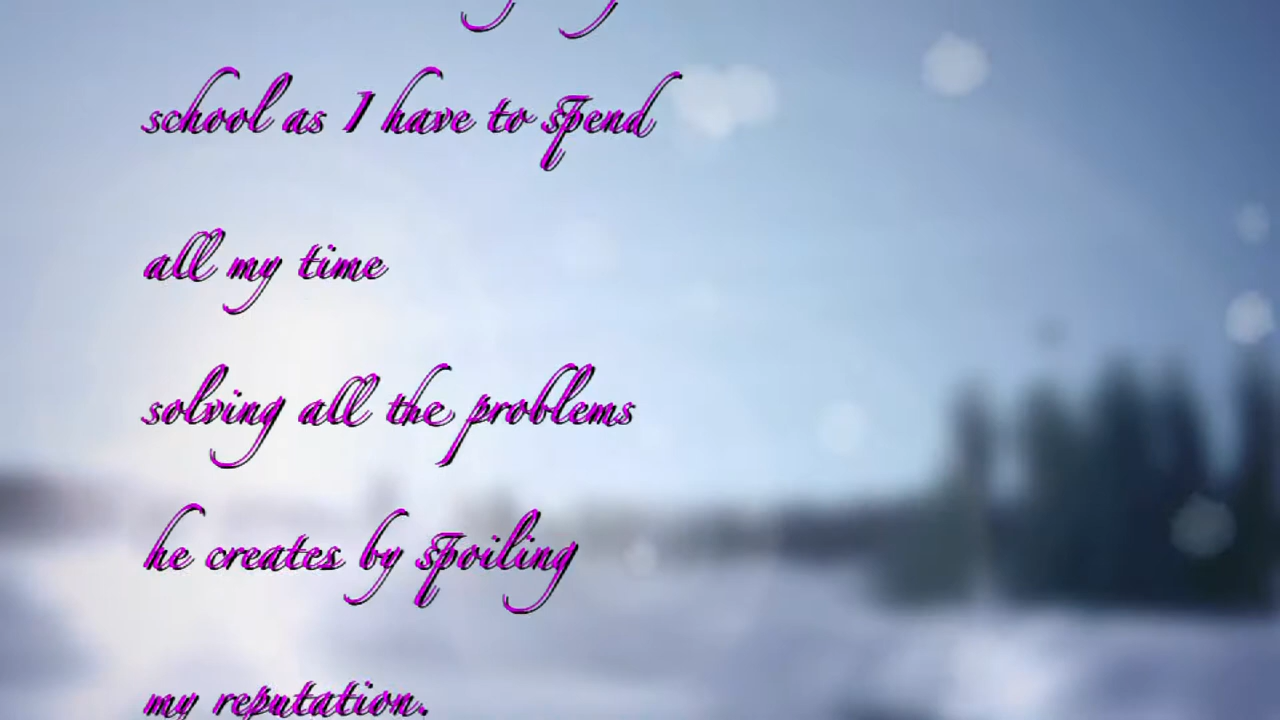 school as I have to spend
all my time
solving all the problems
he creates by spoiling
my reputation.